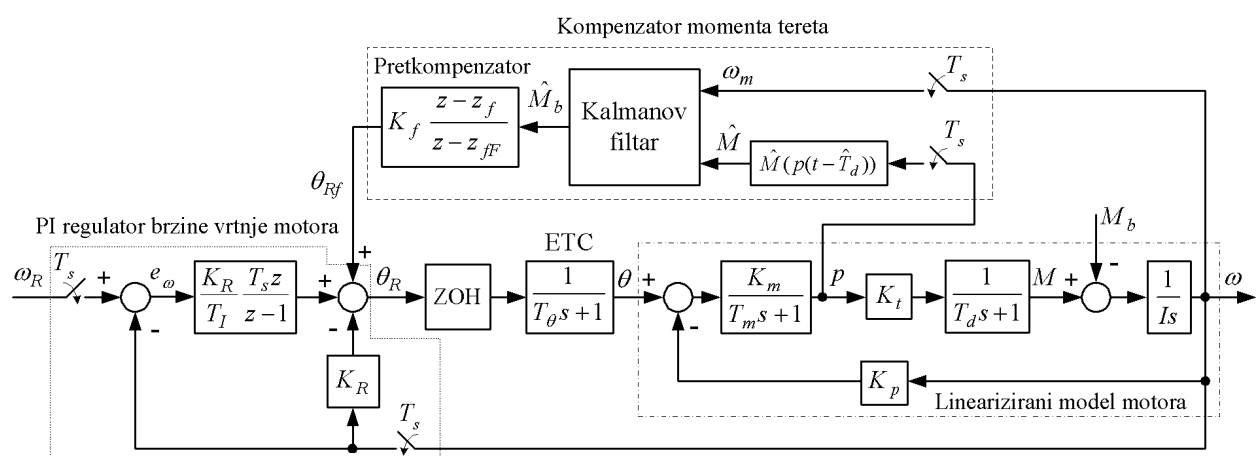 Kompenzator momenta tereta
Pretkompenzator
K_f (z − z_f)/(z − z_fF)
M̂_b
Kalmanov
filtar
ω_m
T_s
M̂
M̂(p(t − T̂_d))
T_s
θ_Rf
PI regulator brzine vrtnje motora
ω_R
T_s
+
-
e_ω
K_R/T_I T_s z/(z − 1)
+
+
-
θ_R
ZOH
ETC
1/(T_θ s + 1)
θ
+
-
K_m/(T_m s + 1)
p
K_t
1/(T_d s + 1)
M
+
M_b
-
1/(Is)
ω
K_R
K_p
T_s
Linearizirani model motora